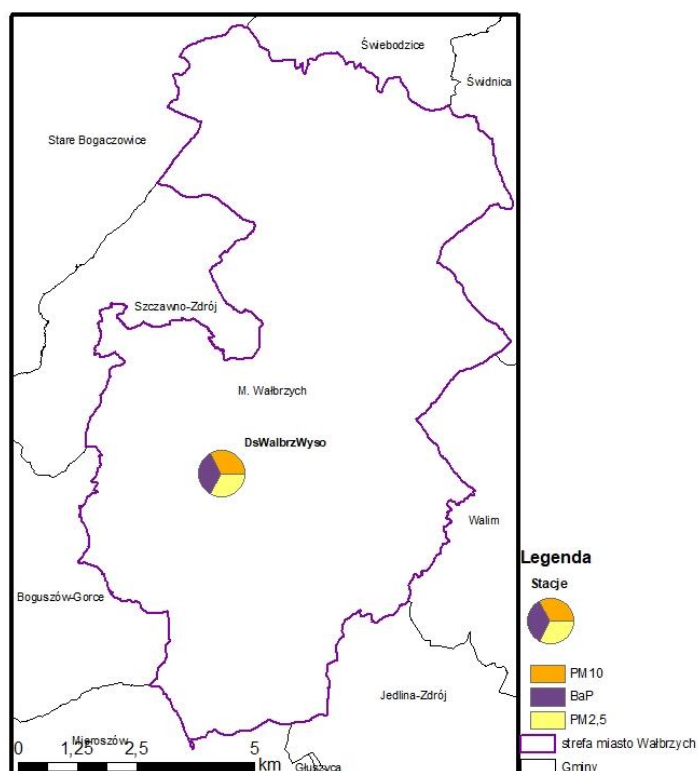 Świebodzice
Świdnica
Stare Bogaczowice
Szczawno-Zdrój
M. Wałbrzych
DsWalbrzWyso
Walim
Legenda
Stacje
Boguszów-Gorce
PM10
Jedlina-Zdrój
BaP
PM2,5
Mieroszów
strefa miasto Wałbrzych
0 1,25 2,5 5
km
Głuszyca
Gminy